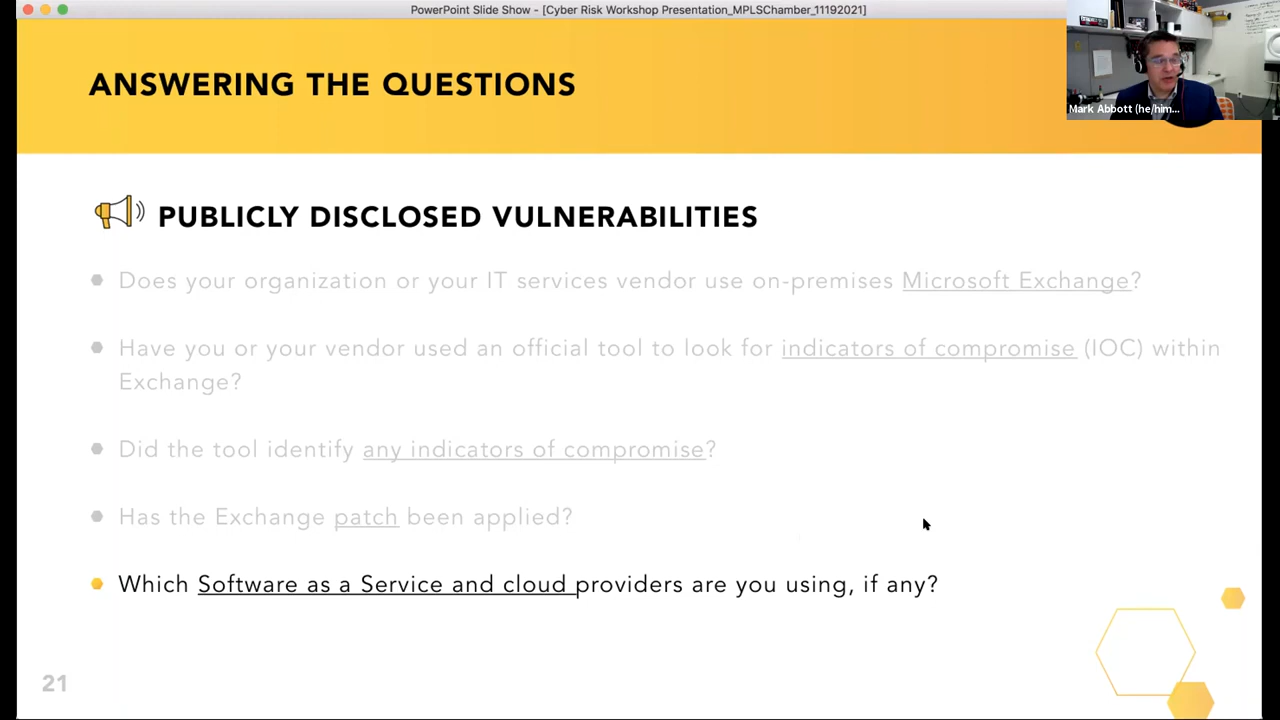 PowerPoint Slide Show - [Cyber Risk Workshop Presentation_MPLSChamber_11192021]
Mark Abbott (he/him...
ANSWERING THE QUESTIONS
PUBLICLY DISCLOSED VULNERABILITIES
Does your organization or your IT services vendor use on-premises Microsoft Exchange?
Have you or your vendor used an official tool to look for indicators of compromise (IOC) within
Exchange?
Did the tool identify any indicators of compromise?
Has the Exchange patch been applied?
Which Software as a Service and cloud providers are you using, if any?
21